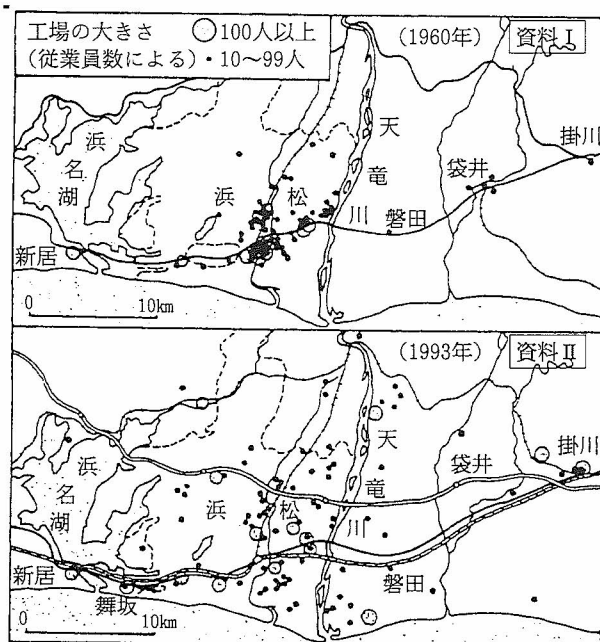 工場の大きさ ○100人以上
(従業員数による)・10〜99人
(1960年)
資料Ⅰ
浜名湖
浜松
天竜川
磐田
袋井
掛川
新居
0 10km
(1993年)
資料Ⅱ
浜名湖
浜松
天竜川
袋井
掛川
磐田
新居
舞坂
0 10km